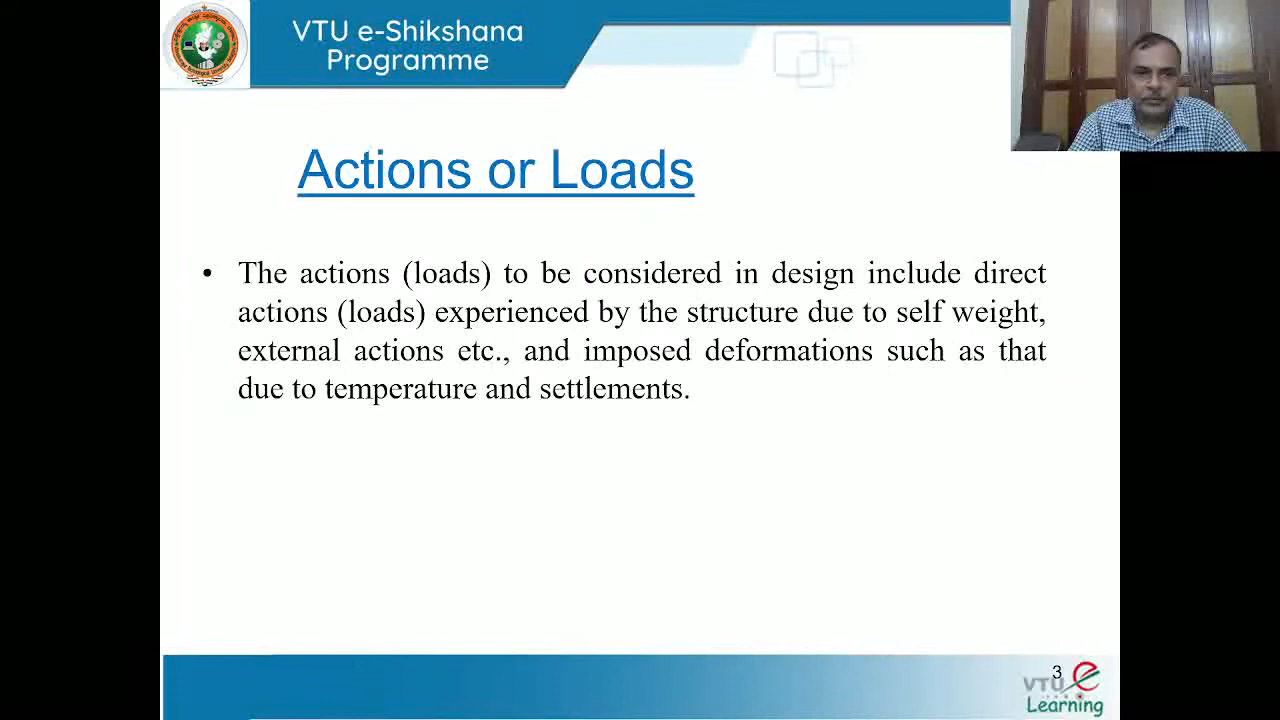 VTU e-Shikshana
Programme
Actions or Loads
• The actions (loads) to be considered in design include direct
actions (loads) experienced by the structure due to self weight,
external actions etc., and imposed deformations such as that
due to temperature and settlements.
3
VTU e
Learning